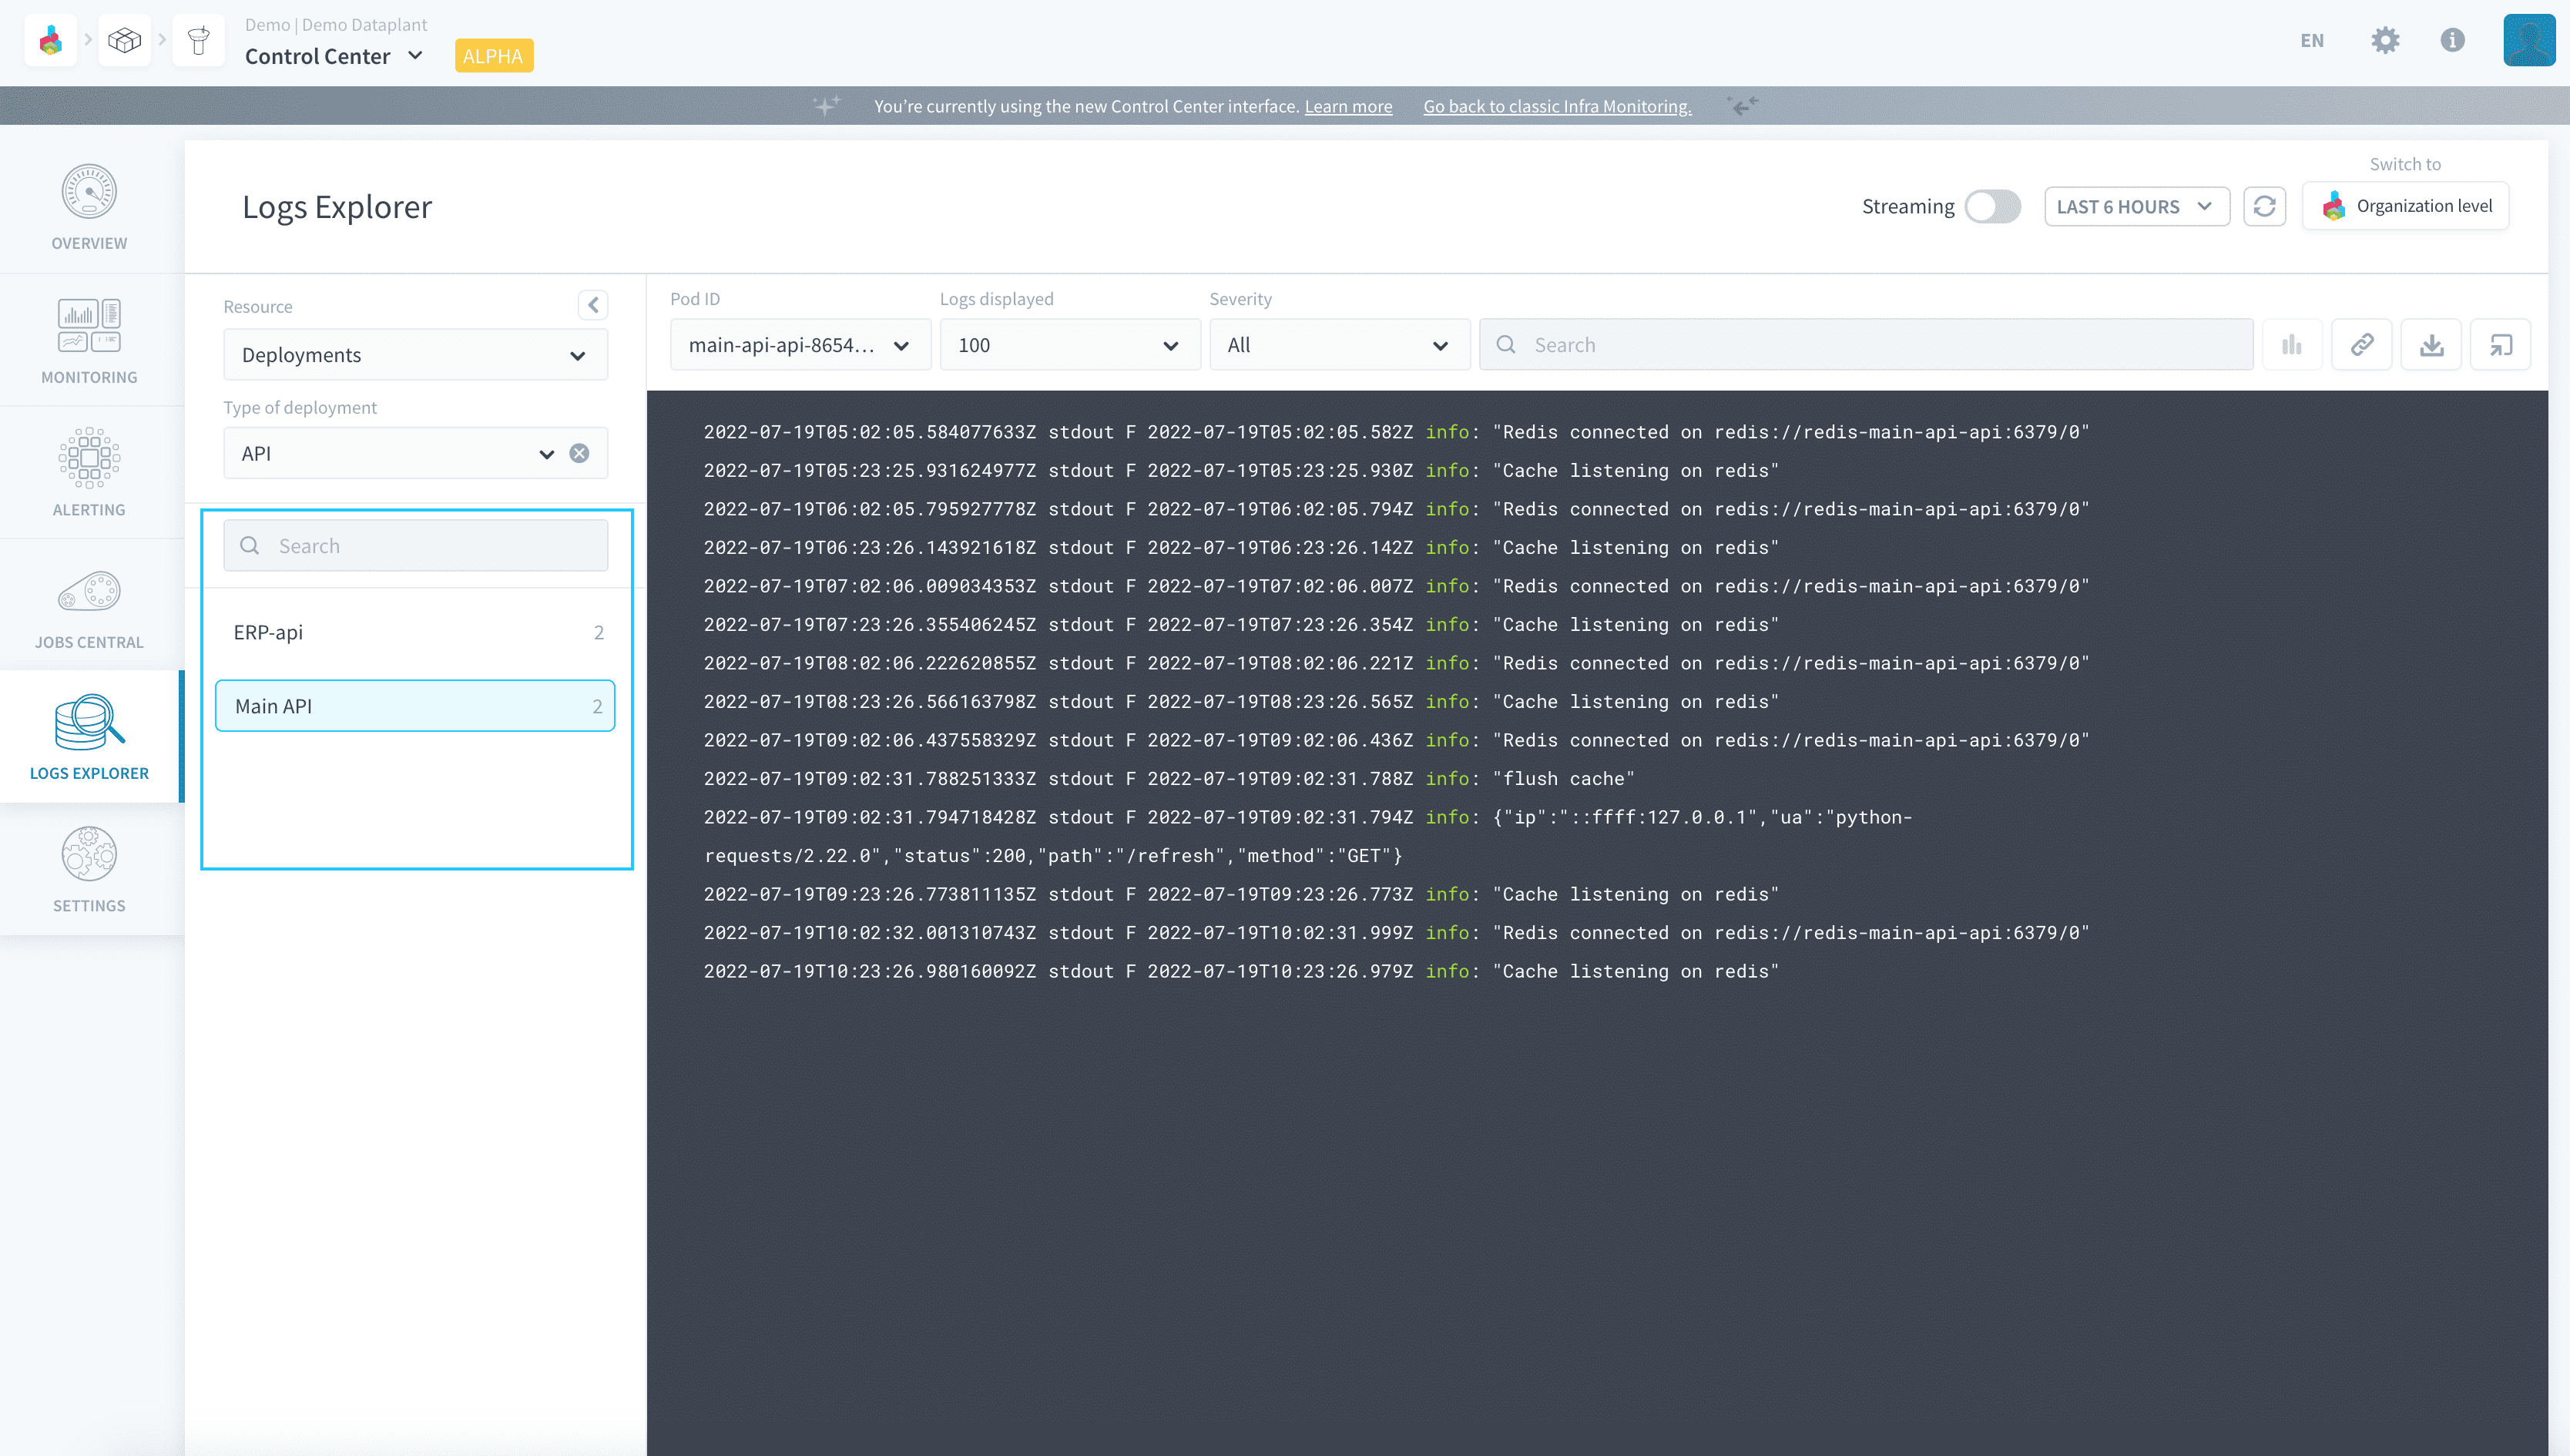 Demo | Demo Dataplant
Control Center
ALPHA
EN
You’re currently using the new Control Center interface. Learn more Go back to classic Infra Monitoring.
OVERVIEW
MONITORING
ALERTING
JOBS CENTRAL
LOGS EXPLORER
SETTINGS
Logs Explorer
Streaming
LAST 6 HOURS
Switch to
Organization level
Resource
Deployments
Type of deployment
API
Search
ERP-api 2
Main API 2
Pod ID Logs displayed Severity
main-api-api-8654... 100 All Search
2022-07-19T05:02:05.584077633Z stdout F 2022-07-19T05:02:05.582Z info: "Redis connected on redis://redis-main-api-api:6379/0"
2022-07-19T05:23:25.931624977Z stdout F 2022-07-19T05:23:25.930Z info: "Cache listening on redis"
2022-07-19T06:02:05.795927778Z stdout F 2022-07-19T06:02:05.794Z info: "Redis connected on redis://redis-main-api-api:6379/0"
2022-07-19T06:23:26.143921618Z stdout F 2022-07-19T06:23:26.142Z info: "Cache listening on redis"
2022-07-19T07:02:06.009034353Z stdout F 2022-07-19T07:02:06.007Z info: "Redis connected on redis://redis-main-api-api:6379/0"
2022-07-19T07:23:26.355406245Z stdout F 2022-07-19T07:23:26.354Z info: "Cache listening on redis"
2022-07-19T08:02:06.222620855Z stdout F 2022-07-19T08:02:06.221Z info: "Redis connected on redis://redis-main-api-api:6379/0"
2022-07-19T08:23:26.566163798Z stdout F 2022-07-19T08:23:26.565Z info: "Cache listening on redis"
2022-07-19T09:02:06.437558329Z stdout F 2022-07-19T09:02:06.436Z info: "Redis connected on redis://redis-main-api-api:6379/0"
2022-07-19T09:02:31.788251333Z stdout F 2022-07-19T09:02:31.788Z info: "flush cache"
2022-07-19T09:02:31.794718428Z stdout F 2022-07-19T09:02:31.794Z info: {"ip":"::ffff:127.0.0.1","ua":"python-
requests/2.22.0","status":200,"path":"/refresh","method":"GET"}
2022-07-19T09:23:26.773811135Z stdout F 2022-07-19T09:23:26.773Z info: "Cache listening on redis"
2022-07-19T10:02:32.001310743Z stdout F 2022-07-19T10:02:31.999Z info: "Redis connected on redis://redis-main-api-api:6379/0"
2022-07-19T10:23:26.980160092Z stdout F 2022-07-19T10:23:26.979Z info: "Cache listening on redis"